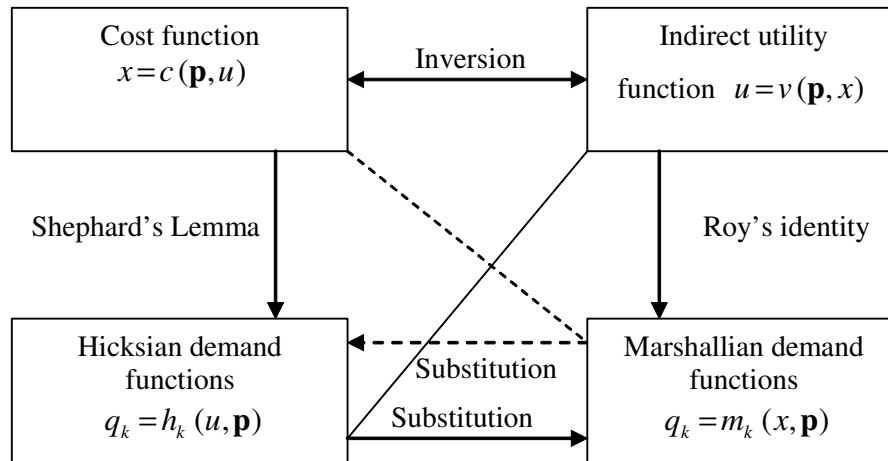 Cost function
x = c (p, u)
Inversion
Indirect utility
function u = v (p, x)
Shephard's Lemma
Roy's identity
Hicksian demand
functions
q_k = h_k (u, p)
Substitution
Substitution
Marshallian demand
functions
q_k = m_k (x, p)